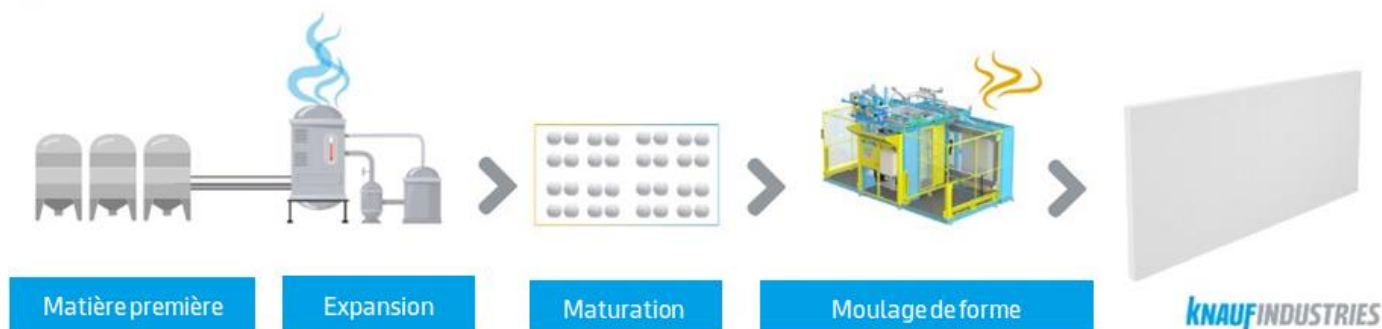 Matière première
Expansion
Maturation
Moulage de forme
KNAUFINDUSTRIES